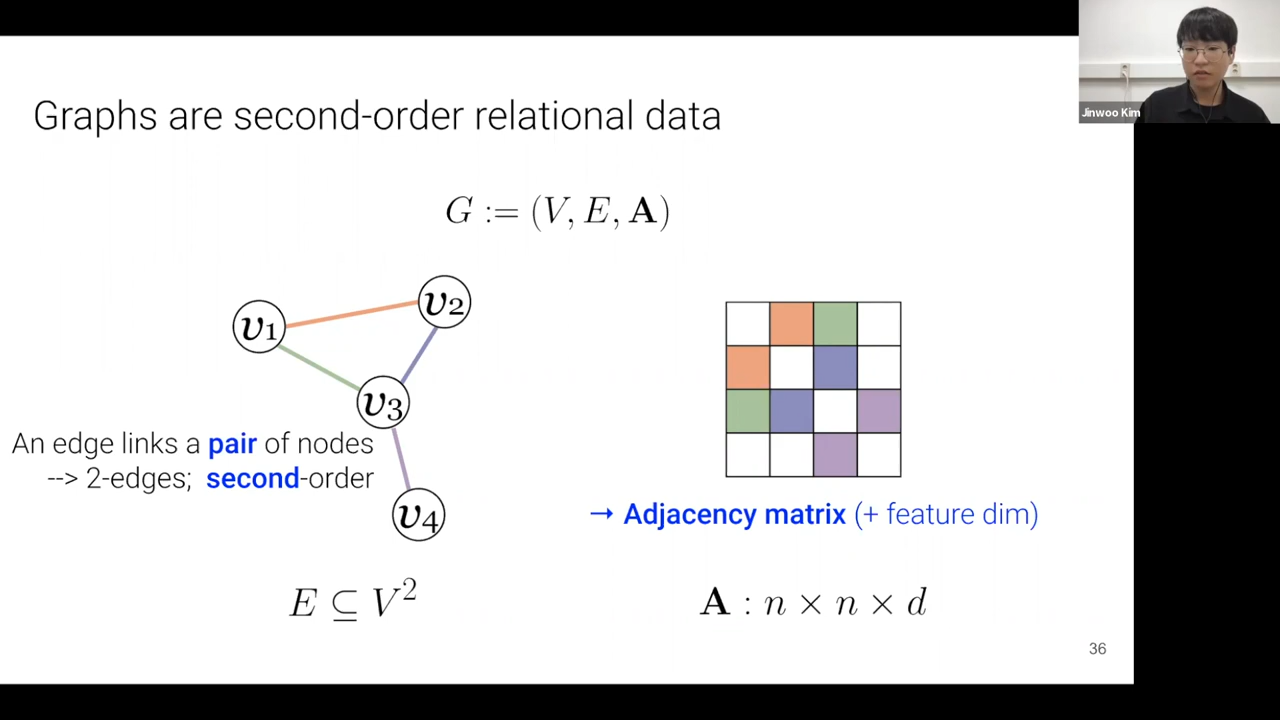 Jinwoo Kim
Graphs are second-order relational data
G := (V, E, A)
v1
v2
v3
v4
An edge links a pair of nodes
--> 2-edges; second-order
→ Adjacency matrix (+ feature dim)
E ⊆ V²
A : n × n × d
36